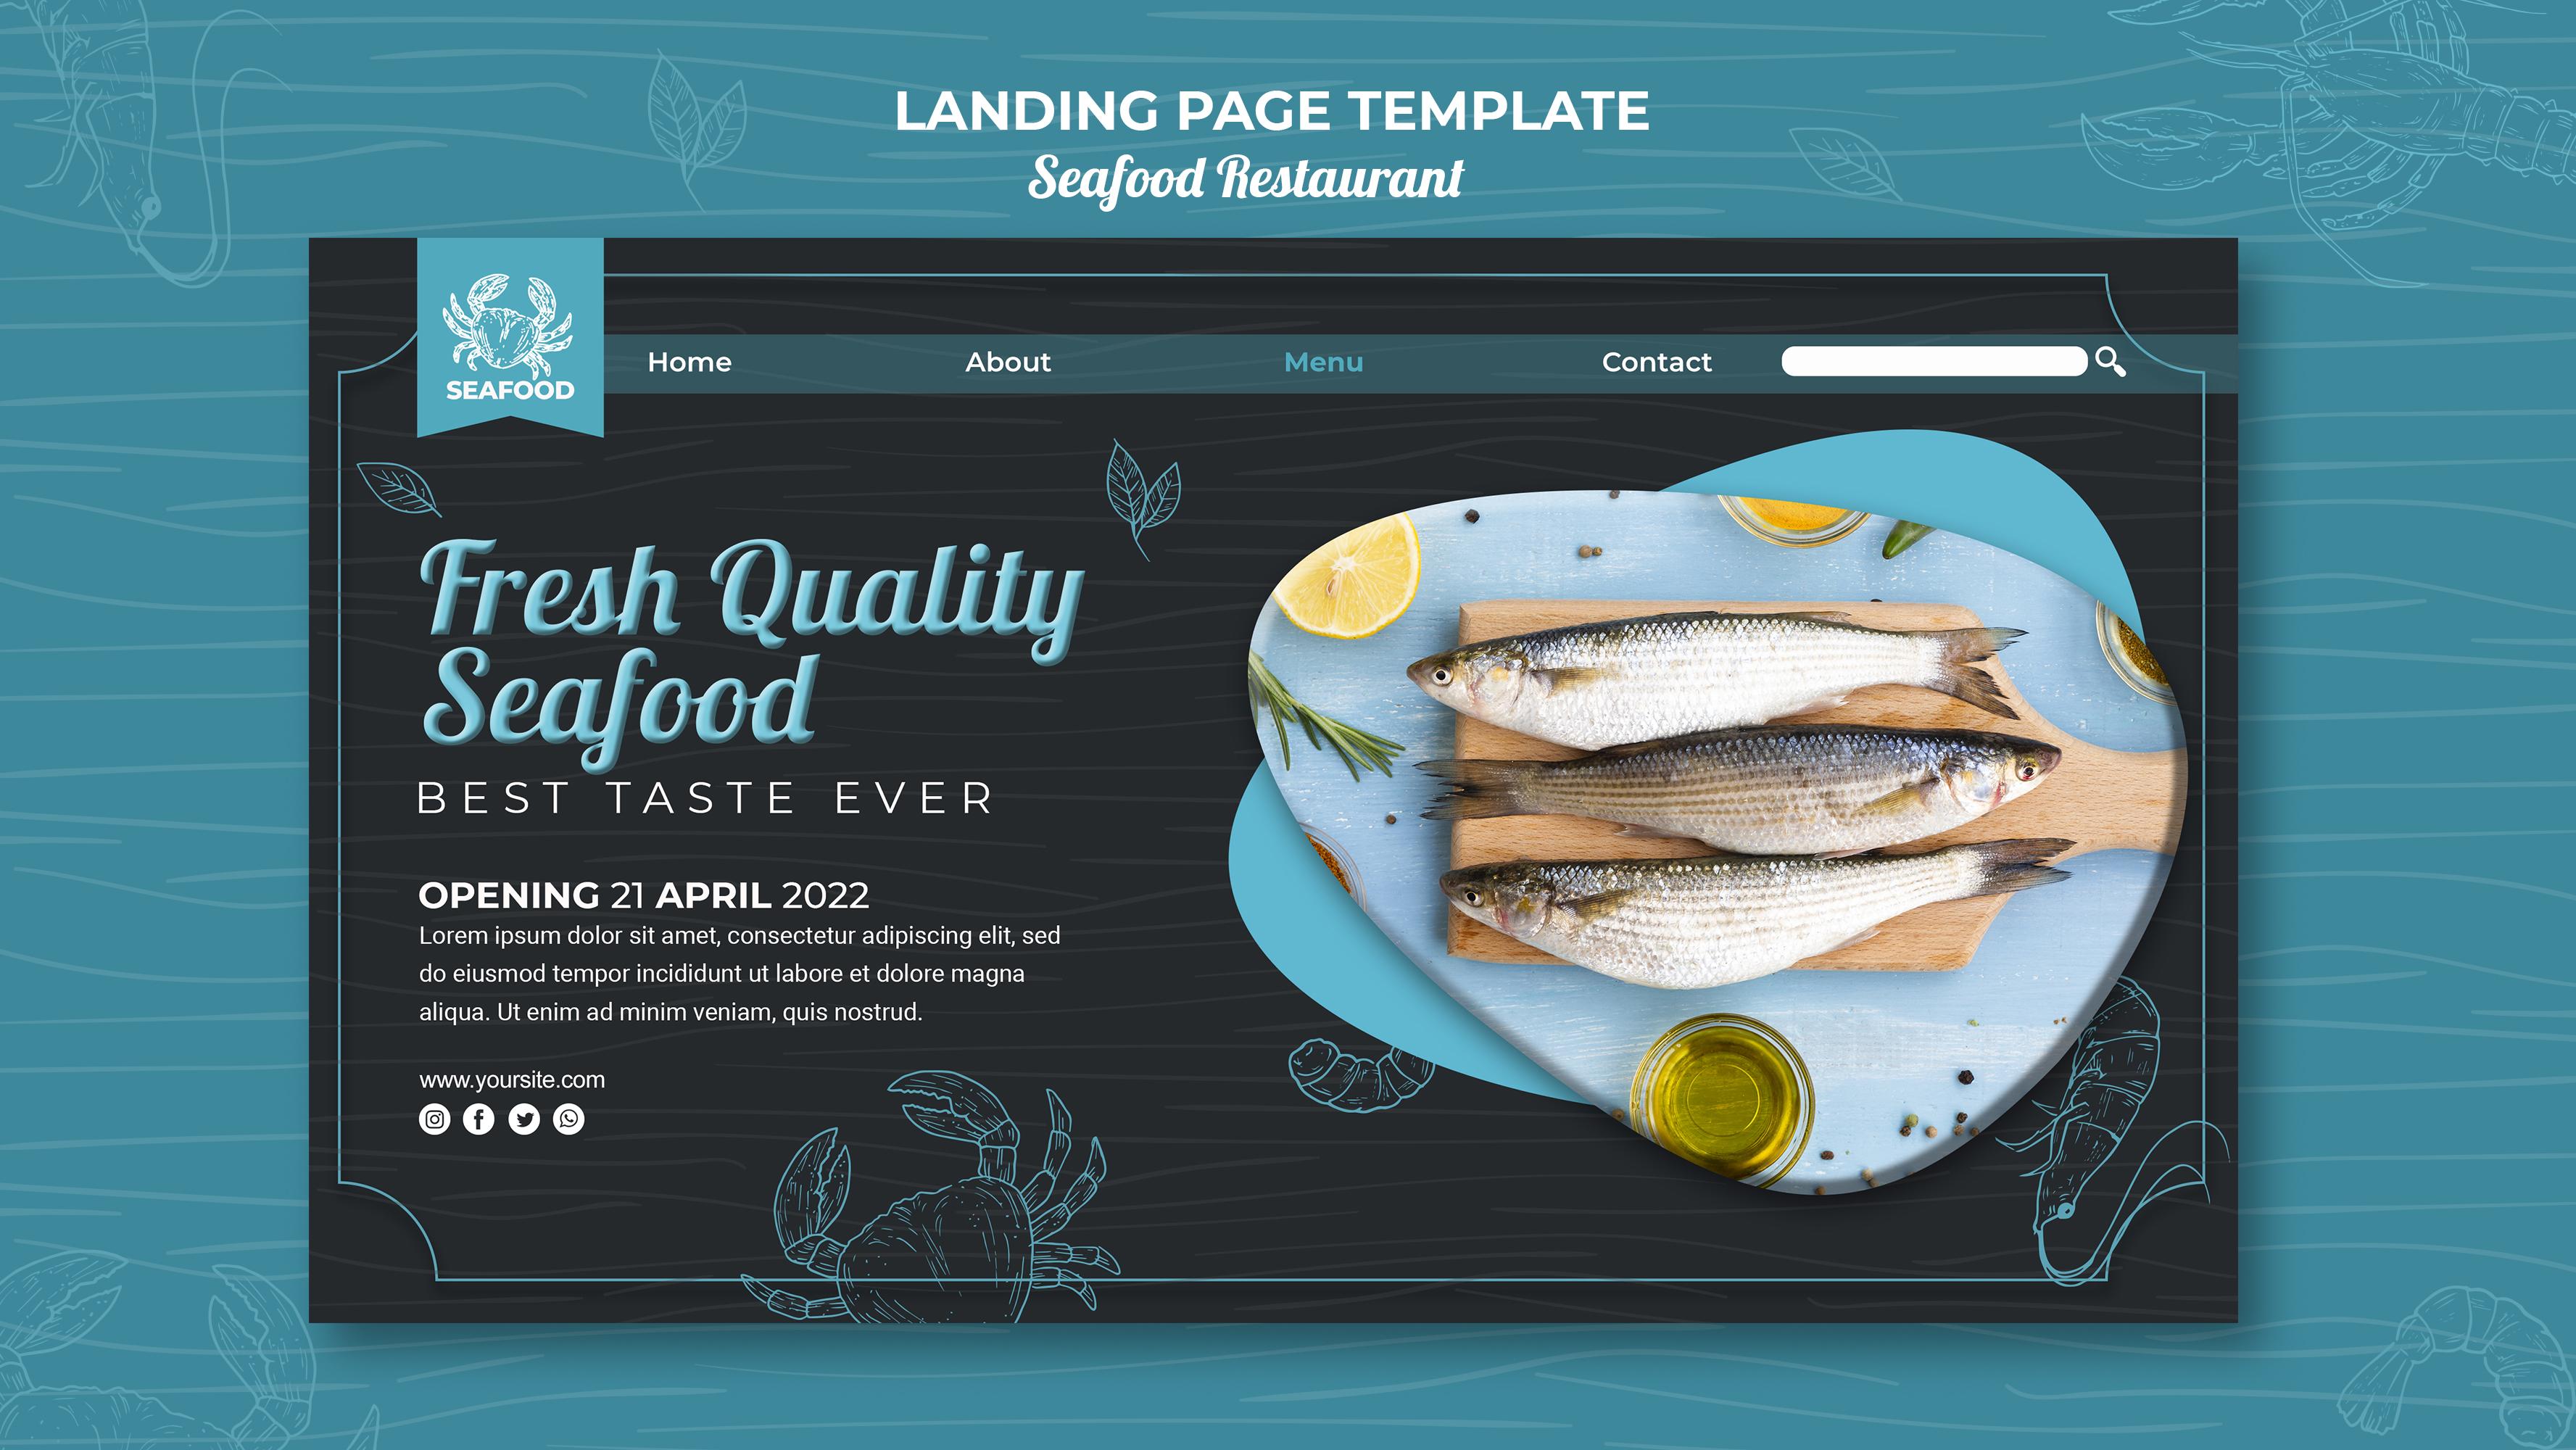 LANDING PAGE TEMPLATE
Seafood Restaurant
SEAFOOD
Home About Menu Contact
Fresh Quality
Seafood
BEST TASTE EVER
OPENING 21 APRIL 2022
Lorem ipsum dolor sit amet, consectetur adipiscing elit, sed
do eiusmod tempor incididunt ut labore et dolore magna
aliqua. Ut enim ad minim veniam, quis nostrud.
www.yoursite.com